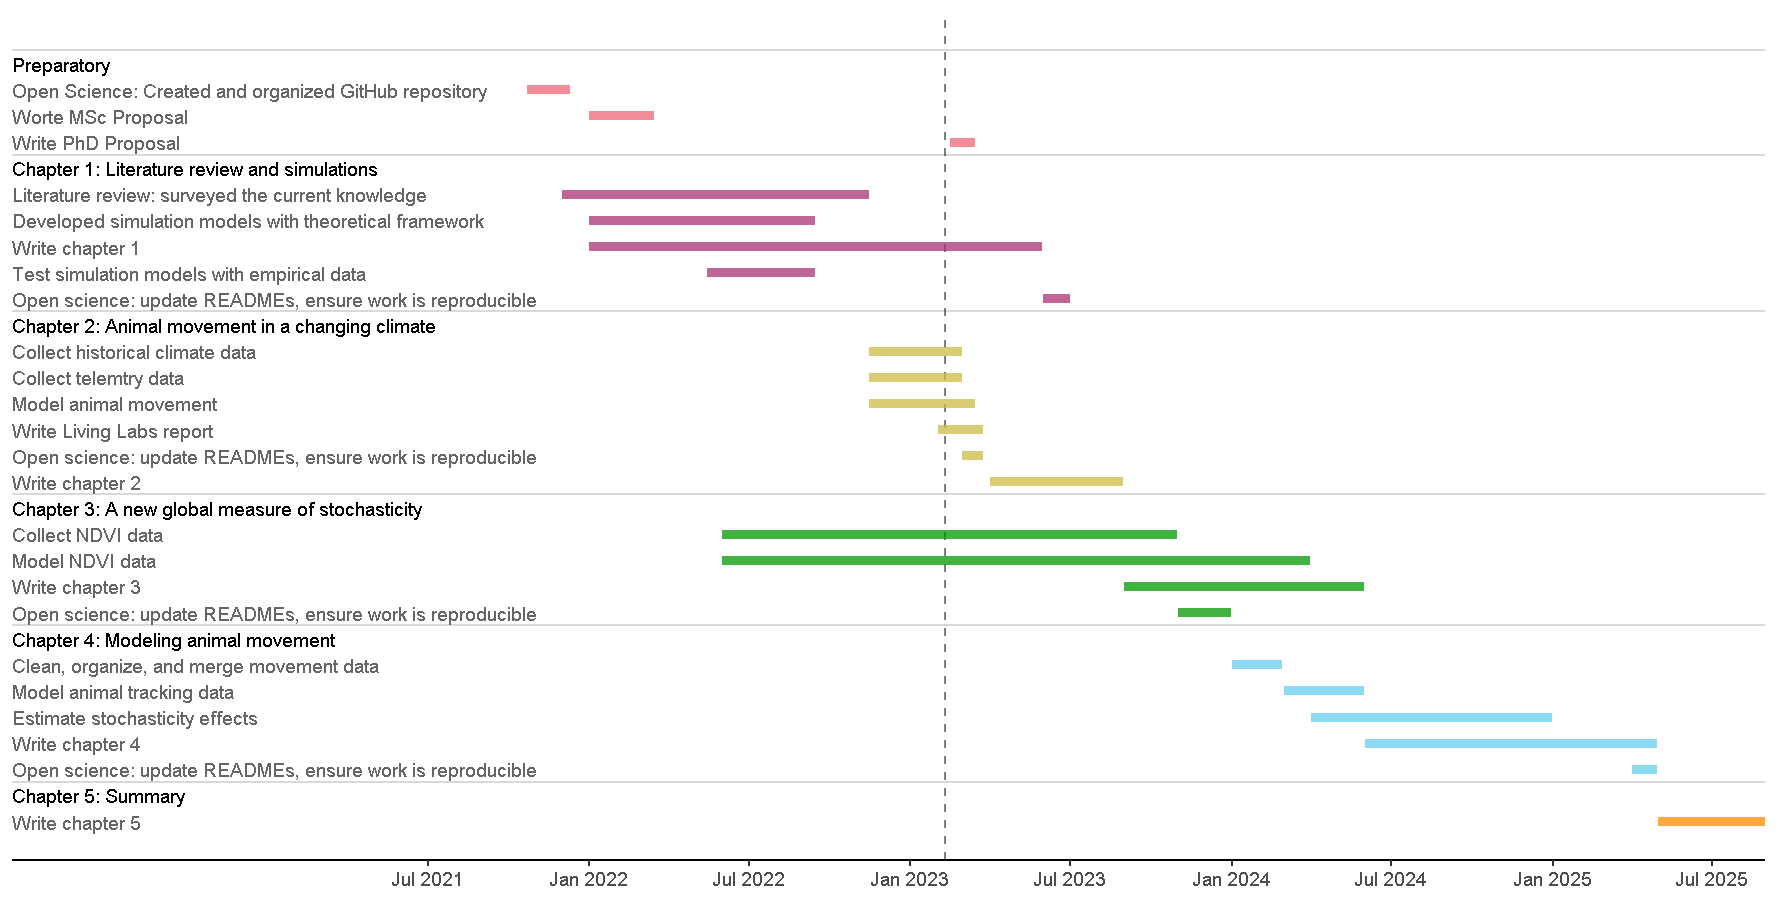 Preparatory
Open Science: Created and organized GitHub repository
Worte MSc Proposal
Write PhD Proposal
Chapter 1: Literature review and simulations
Literature review: surveyed the current knowledge
Developed simulation models with theoretical framework
Write chapter 1
Test simulation models with empirical data
Open science: update READMEs, ensure work is reproducible
Chapter 2: Animal movement in a changing climate
Collect historical climate data
Collect telemtry data
Model animal movement
Write Living Labs report
Open science: update READMEs, ensure work is reproducible
Write chapter 2
Chapter 3: A new global measure of stochasticity
Collect NDVI data
Model NDVI data
Write chapter 3
Open science: update READMEs, ensure work is reproducible
Chapter 4: Modeling animal movement
Clean, organize, and merge movement data
Model animal tracking data
Estimate stochasticity effects
Write chapter 4
Open science: update READMEs, ensure work is reproducible
Chapter 5: Summary
Write chapter 5
Jul 2021 Jan 2022 Jul 2022 Jan 2023 Jul 2023 Jan 2024 Jul 2024 Jan 2025 Jul 2025